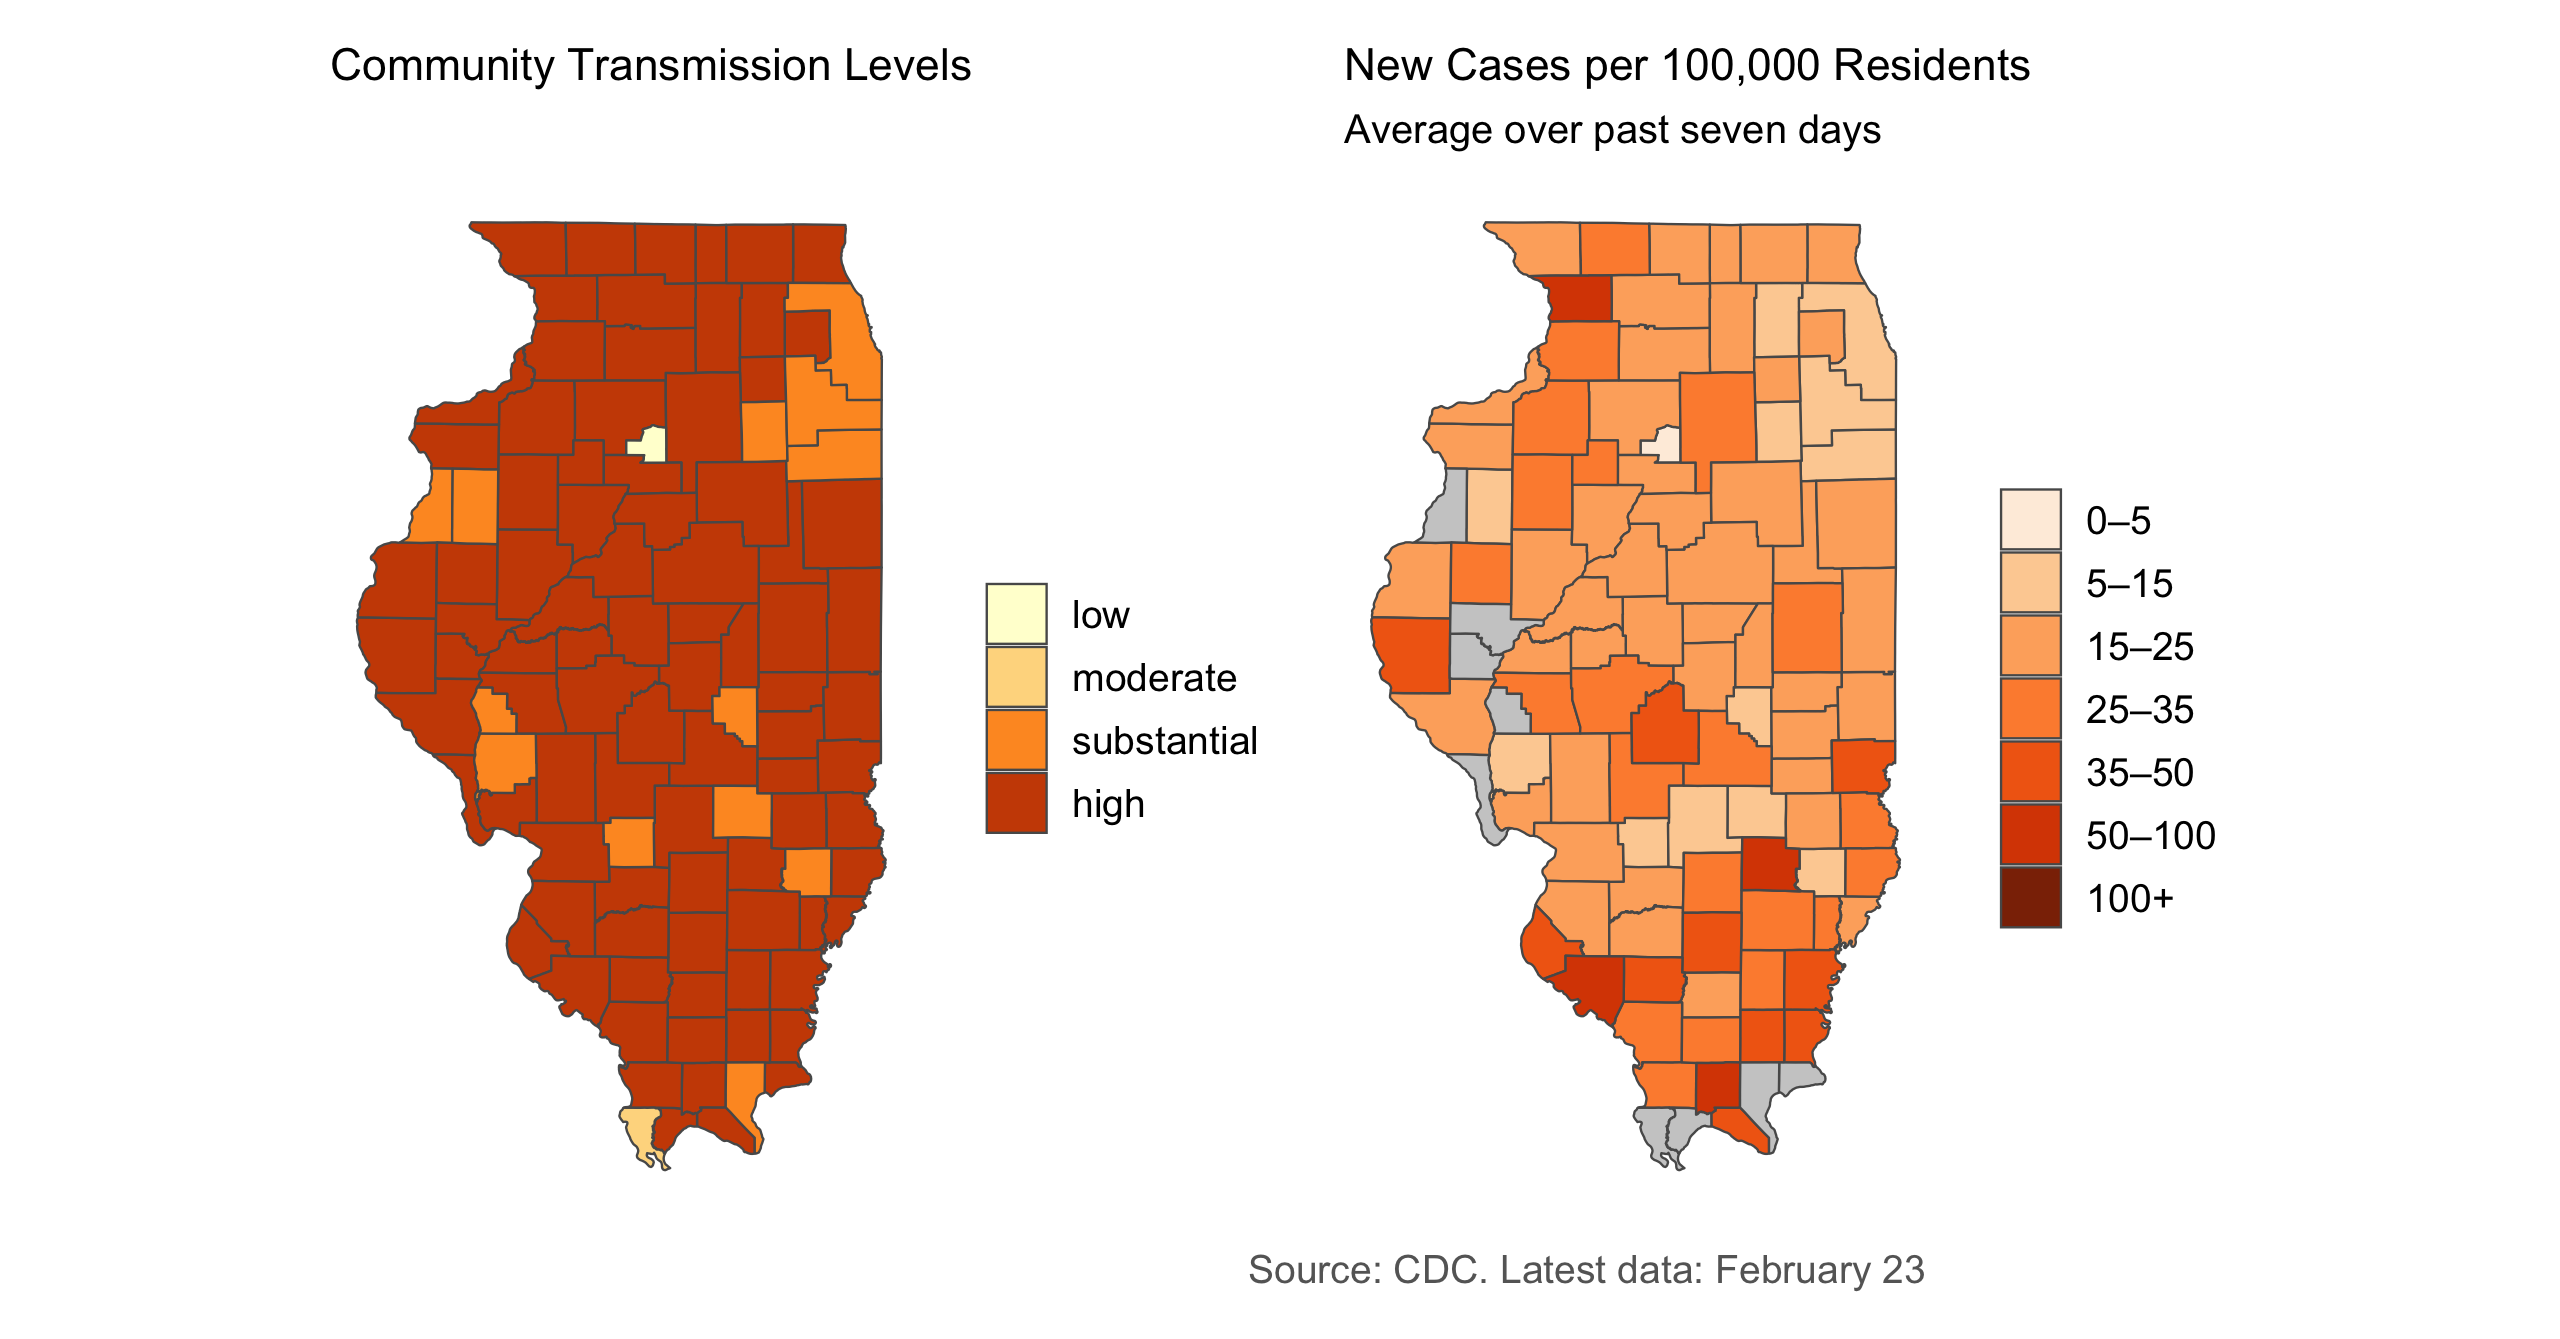 Community Transmission Levels
New Cases per 100,000 Residents
Average over past seven days
low
moderate
substantial
high
0–5
5–15
15–25
25–35
35–50
50–100
100+
Source: CDC. Latest data: February 23